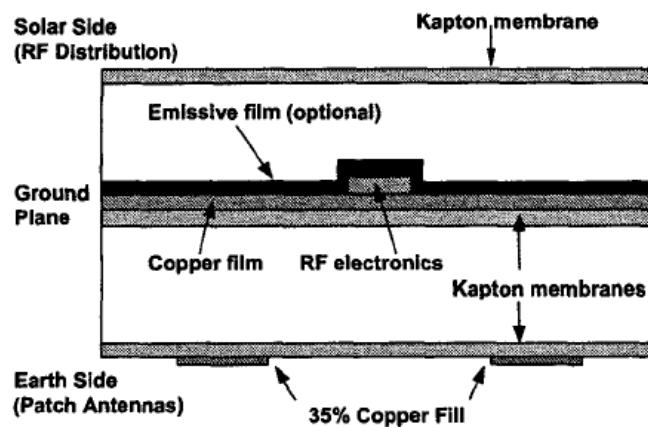 Solar Side
(RF Distribution)
Kapton membrane
Emissive film (optional)
Ground
Plane
Copper film
RF electronics
Kapton membranes
Earth Side
(Patch Antennas)
35% Copper Fill